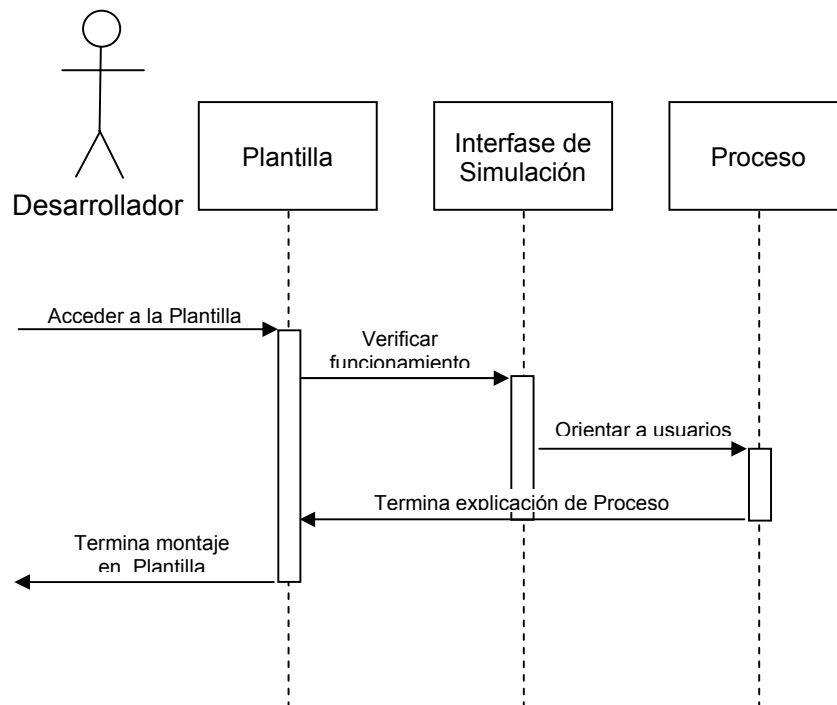 Desarrollador
Plantilla
Interfase de
Simulación
Proceso
Acceder a la Plantilla
Verificar
funcionamiento
Orientar a usuarios
Termina explicación de Proceso
Termina montaje
en Plantilla